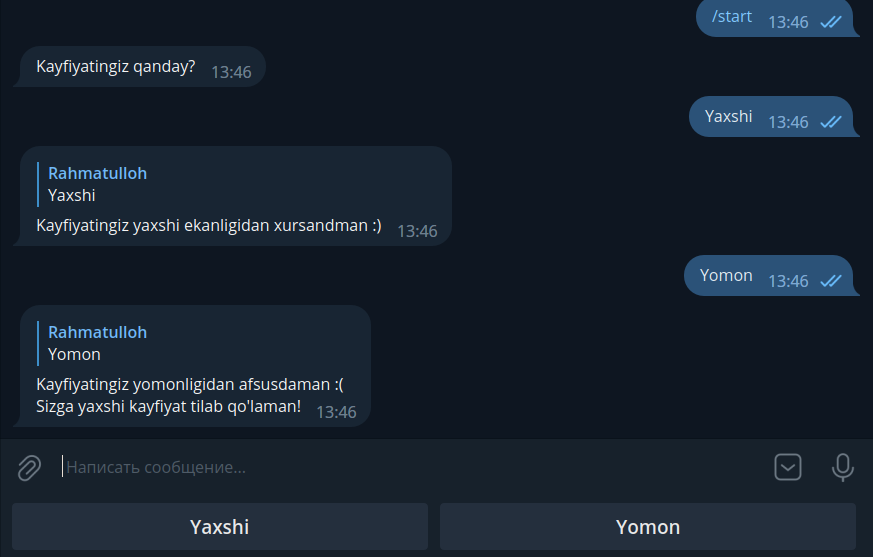 /start 13:46
Kayfiyatingiz qanday? 13:46
Yaxshi 13:46
Rahmatulloh
Yaxshi
Kayfiyatingiz yaxshi ekanligidan xursandman :) 13:46
Yomon 13:46
Rahmatulloh
Yomon
Kayfiyatingiz yomonligidan afsusdaman :(
Sizga yaxshi kayfiyat tilab qo'laman! 13:46
Написать сообщение...
Yaxshi Yomon